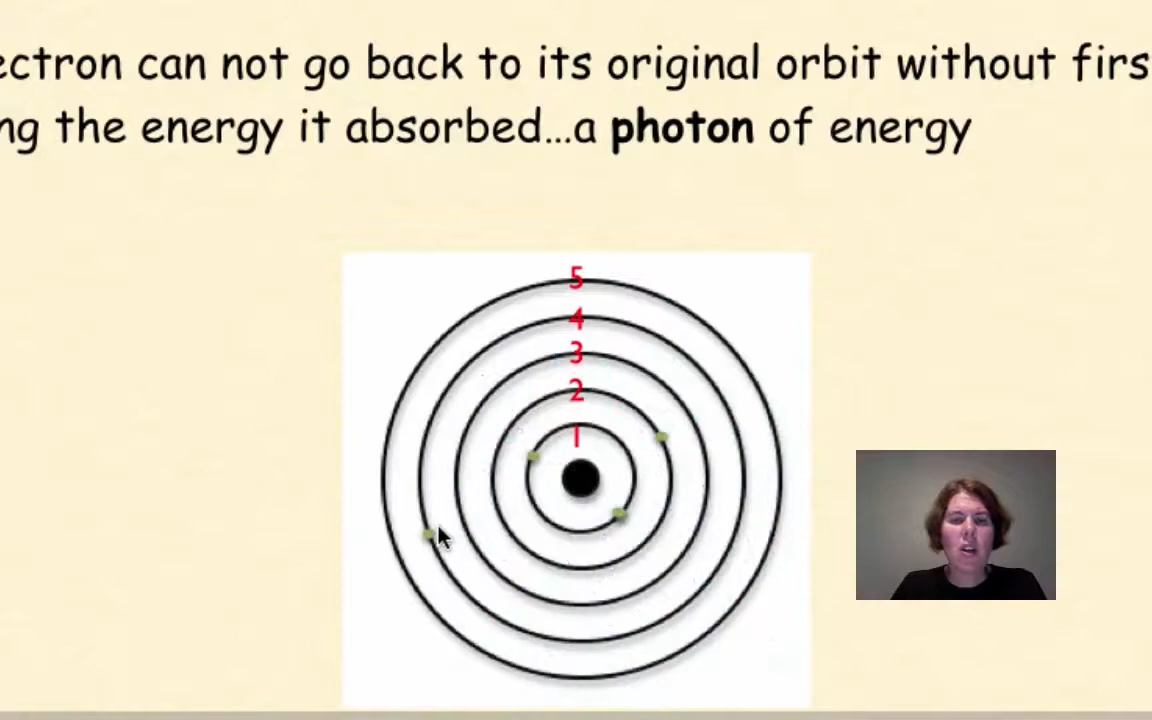 ectron can not go back to its original orbit without firs
ng the energy it absorbed...a photon of energy
5
4
3
2
1